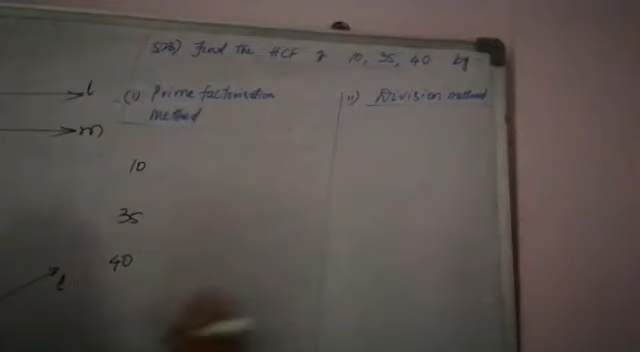 Find the HCF of 10, 35, 40 by
l
(i) Prime factorisation
Method
ii) Division method
m
10
35
40
l